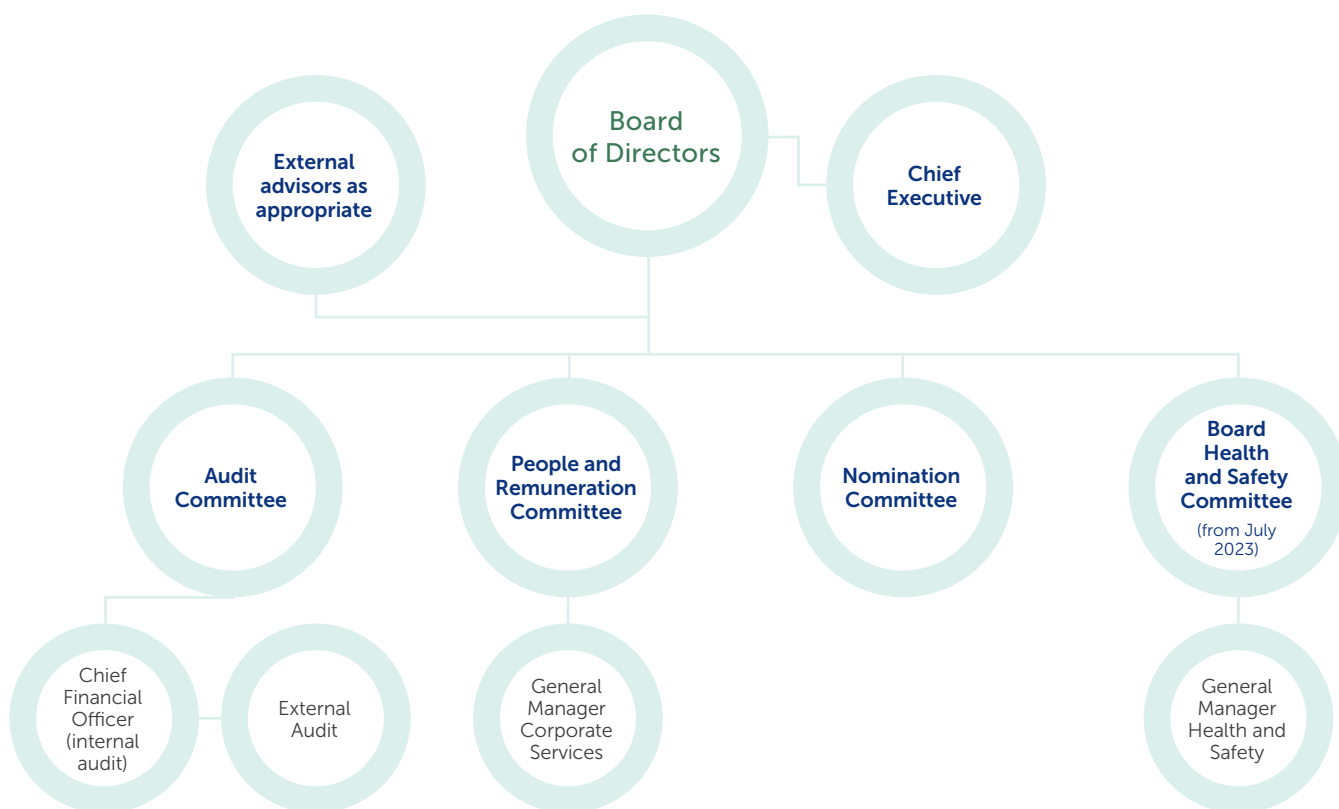 Board
of Directors
External
advisors as
appropriate
Chief
Executive
Audit
Committee
People and
Remuneration
Committee
Nomination
Committee
Board
Health
and Safety
Committee
(from July
2023)
Chief
Financial
Officer
(internal
audit)
External
Audit
General
Manager
Corporate
Services
General
Manager
Health and
Safety